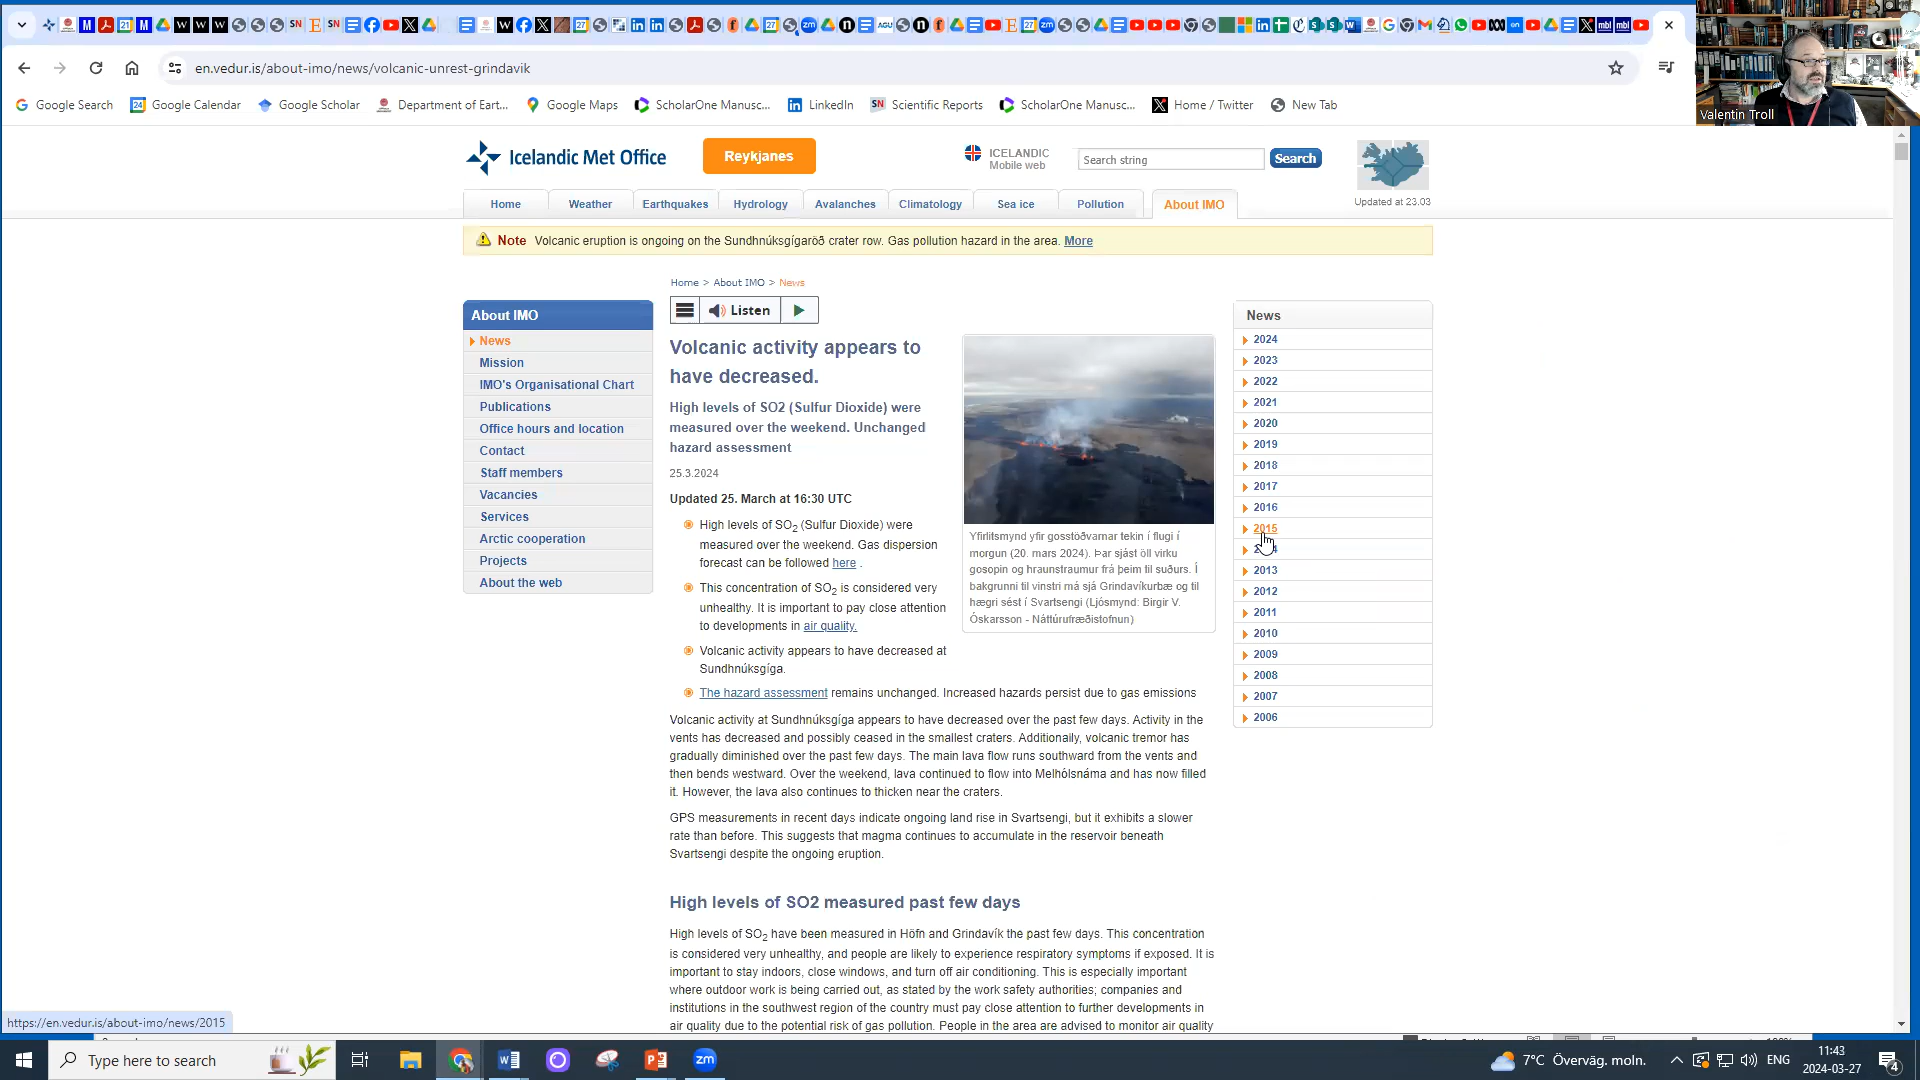 en.vedur.is/about-imo/news/volcanic-unrest-grindavik
Google Search
Google Calendar
Google Scholar
Department of Eart...
Google Maps
ScholarOne Manusc...
LinkedIn
Scientific Reports
ScholarOne Manusc...
Home / Twitter
New Tab
Valentin Troll
Icelandic Met Office
Reykjanes
ICELANDIC
Mobile web
Search string
Search
Updated at 23.03
Home
Weather
Earthquakes
Hydrology
Avalanches
Climatology
Sea ice
Pollution
About IMO
Note Volcanic eruption is ongoing on the Sundhnúksgígaröð crater row. Gas pollution hazard in the area. More
Home > About IMO > News
Listen
About IMO
News
Mission
IMO's Organisational Chart
Publications
Office hours and location
Contact
Staff members
Vacancies
Services
Arctic cooperation
Projects
About the web
Volcanic activity appears to
have decreased.
High levels of SO2 (Sulfur Dioxide) were
measured over the weekend. Unchanged
hazard assessment
25.3.2024
Updated 25. March at 16:30 UTC
High levels of SO2 (Sulfur Dioxide) were
measured over the weekend. Gas dispersion
forecast can be followed here .
This concentration of SO2 is considered very
unhealthy. It is important to pay close attention
to developments in air quality.
Volcanic activity appears to have decreased at
Sundhnúksgíga.
The hazard assessment remains unchanged. Increased hazards persist due to gas emissions
Yfirlitsmynd yfir gosstöðvarnar tekin í flugi í
morgun (20. mars 2024). Þar sjást öll virku
gosopin og hraunstraumur frá þeim til suðurs. Í
bakgrunni til vinstri má sjá Grindavíkurbæ og til
hægri sést í Svartsengi (Ljósmynd: Birgir V.
Óskarsson - Náttúrufræðistofnun)
Volcanic activity at Sundhnúksgíga appears to have decreased over the past few days. Activity in the
vents has decreased and possibly ceased in the smallest craters. Additionally, volcanic tremor has
gradually diminished over the past few days. The main lava flow runs southward from the vents and
then bends westward. Over the weekend, lava continued to flow into Melhólsnáma and has now filled
it. However, the lava also continues to thicken near the craters.
GPS measurements in recent days indicate ongoing land rise in Svartsengi, but it exhibits a slower
rate than before. This suggests that magma continues to accumulate in the reservoir beneath
Svartsengi despite the ongoing eruption.
High levels of SO2 measured past few days
High levels of SO2 have been measured in Höfn and Grindavík the past few days. This concentration
is considered very unhealthy, and people are likely to experience respiratory symptoms if exposed. It is
important to stay indoors, close windows, and turn off air conditioning. This is especially important
where outdoor work is being carried out, as stated by the work safety authorities; companies and
institutions in the southwest region of the country must pay close attention to further developments in
air quality due to the potential risk of gas pollution. People in the area are advised to monitor air quality
News
2024
2023
2022
2021
2020
2019
2018
2017
2016
2015
2013
2012
2011
2010
2009
2008
2007
2006
https://en.vedur.is/about-imo/news/2015
Type here to search
7°C Överväg. moln.
ENG
11:43
2024-03-27
4